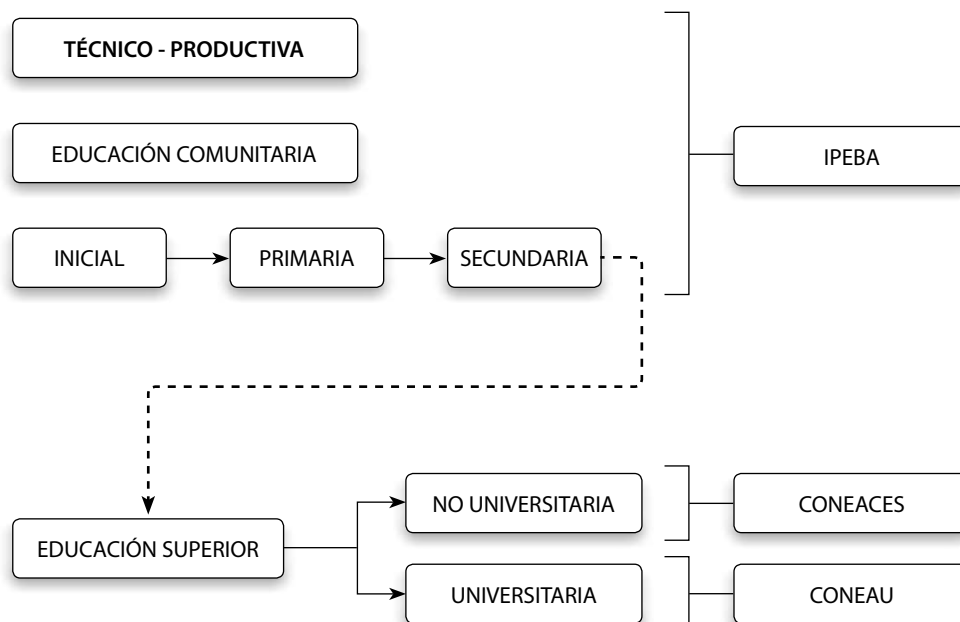 TÉCNICO - PRODUCTIVA
EDUCACIÓN COMUNITARIA
IPEBA
INICIAL
PRIMARIA
SECUNDARIA
NO UNIVERSITARIA
CONEACES
EDUCACIÓN SUPERIOR
UNIVERSITARIA
CONEAU